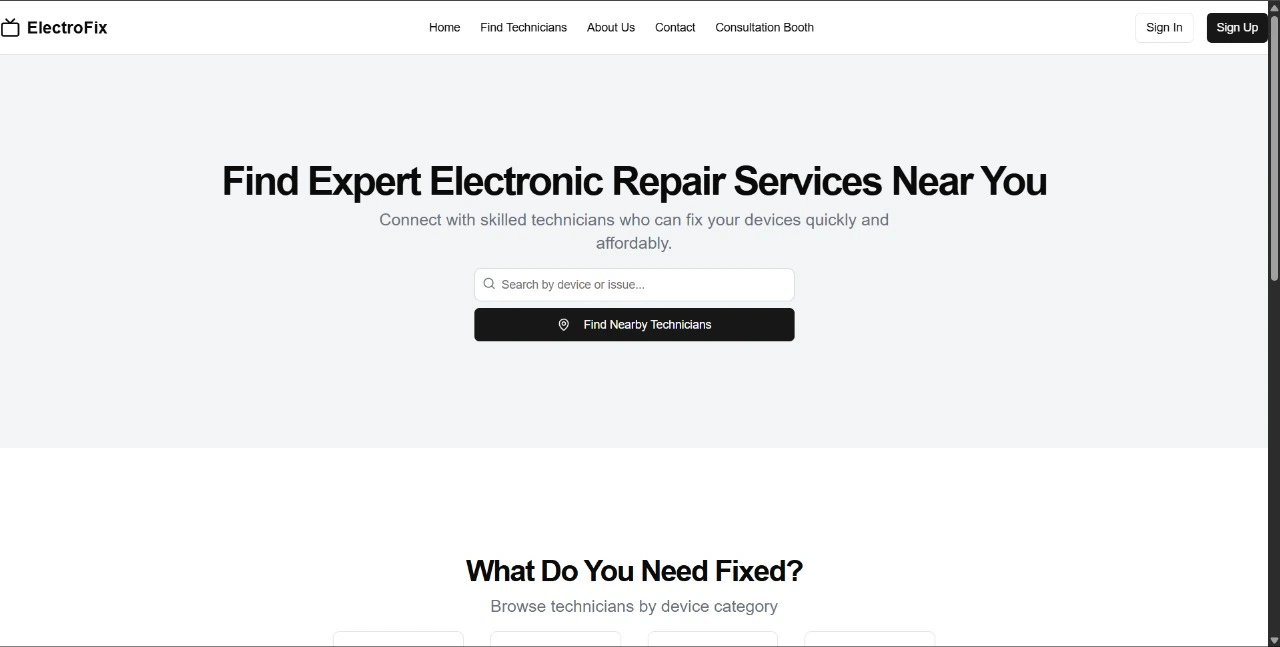 ElectroFix
Home
Find Technicians
About Us
Contact
Consultation Booth
Sign In
Sign Up
Find Expert Electronic Repair Services Near You
Connect with skilled technicians who can fix your devices quickly and
affordably.
Search by device or issue...
Find Nearby Technicians
What Do You Need Fixed?
Browse technicians by device category